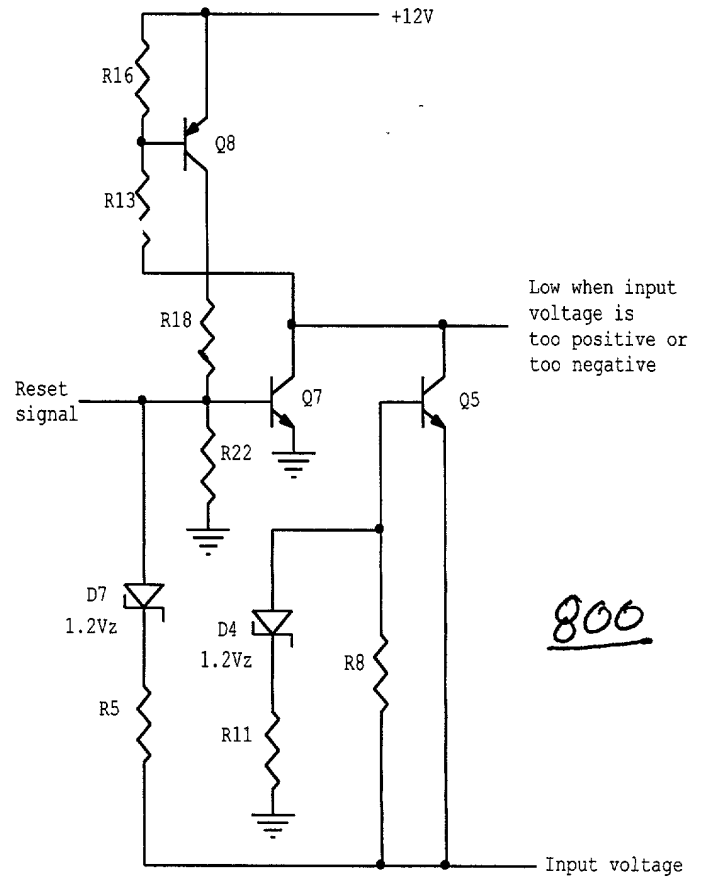 +12V
R16
Q8
R13
Low when input
voltage is
too positive or
too negative
R18
Reset
signal
Q7
Q5
R22
D7
1.2Vz
D4
1.2Vz
800
R8
R5
R11
Input voltage